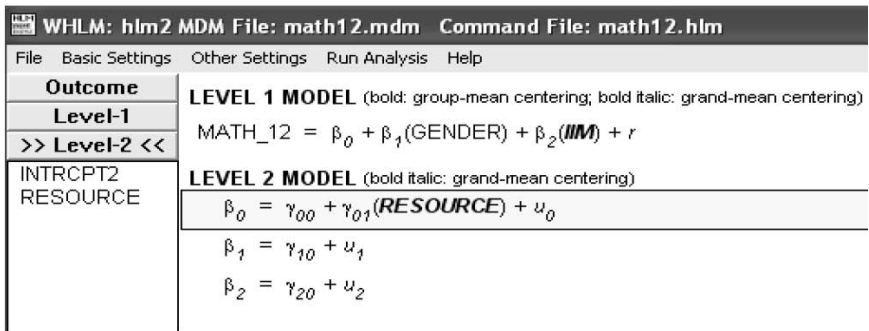 WHLM: hlm2 MDM File: math12.mdm Command File: math12.hlm
File Basic Settings Other Settings Run Analysis Help
Outcome
Level-1
>> Level-2 <<
INTRCPT2
RESOURCE
LEVEL 1 MODEL (bold: group-mean centering; bold italic: grand-mean centering)
MATH_12 = β₀ + β₁(GENDER) + β₂(IIM) + r
LEVEL 2 MODEL (bold italic: grand-mean centering)
β₀ = γ₀₀ + γ₀₁(RESOURCE) + u₀
β₁ = γ₁₀ + u₁
β₂ = γ₂₀ + u₂